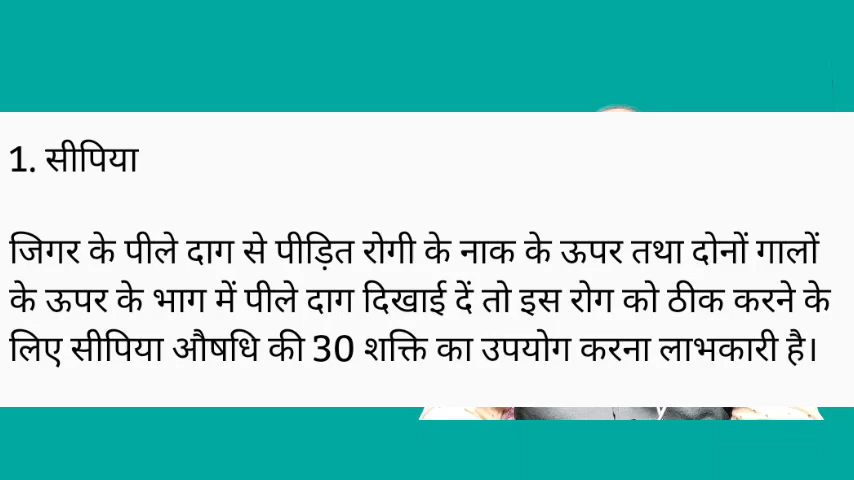 1. सीपिया
जिगर के पीले दाग से पीड़ित रोगी के नाक के ऊपर तथा दोनों गालों
के ऊपर के भाग में पीले दाग दिखाई दें तो इस रोग को ठीक करने के
लिए सीपिया औषधि की 30 शक्ति का उपयोग करना लाभकारी है।